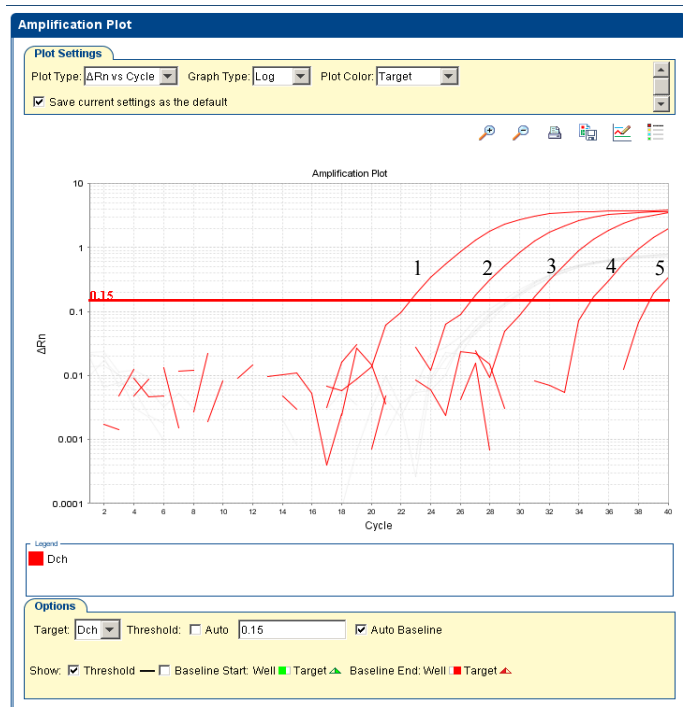 Amplification Plot
Plot Settings
Plot Type: ΔRn vs Cycle Graph Type: Log Plot Color: Target
Save current settings as the default
Amplification Plot
10
1
0.15
0.1
0.01
0.001
0.0001
ΔRn
1 2 3 4 5
2 4 6 8 10 12 14 16 18 20 22 24 26 28 30 32 34 36 38 40
Cycle
Legend
Dch
Options
Target: Dch Threshold: Auto 0.15 Auto Baseline
Show: Threshold Baseline Start: Well Target Baseline End: Well Target